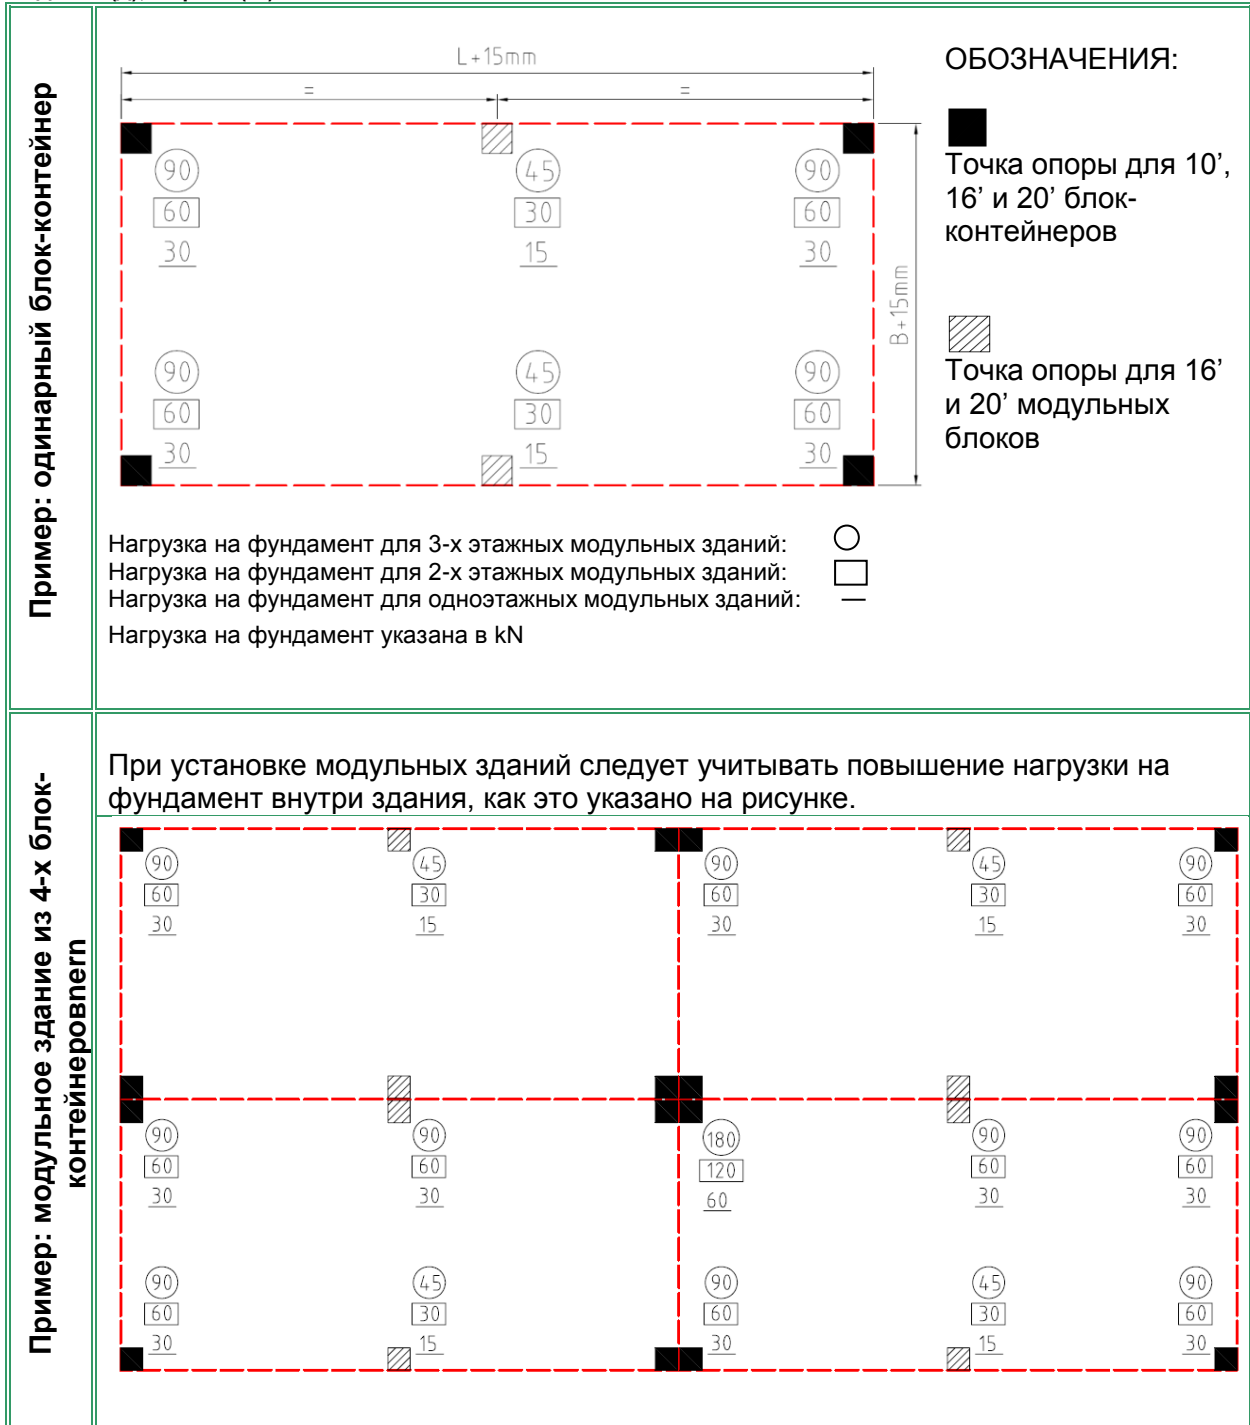 Пример: одинарный блок-контейнер
L+15mm
= =
90 45 90
60 30 60
30 15 30
B+15mm
90 45 90
60 30 60
30 15 30
ОБОЗНАЧЕНИЯ:
Точка опоры для 10’,
16’ и 20’ блок-
контейнеров
Точка опоры для 16’
и 20’ модульных
блоков
Нагрузка на фундамент для 3-х этажных модульных зданий:
Нагрузка на фундамент для 2-х этажных модульных зданий:
Нагрузка на фундамент для одноэтажных модульных зданий:
Нагрузка на фундамент указана в kN
Пример: модульное здание из 4-х блок-
контейнеровnern
При установке модульных зданий следует учитывать повышение нагрузки на
фундамент внутри здания, как это указано на рисунке.
90 45 90 45 90
60 30 60 30 60
30 15 30 15 30
90 90 180 90 90
60 60 120 60 60
30 30 60 30 30
90 45 90 45 90
60 30 60 30 60
30 15 30 15 30